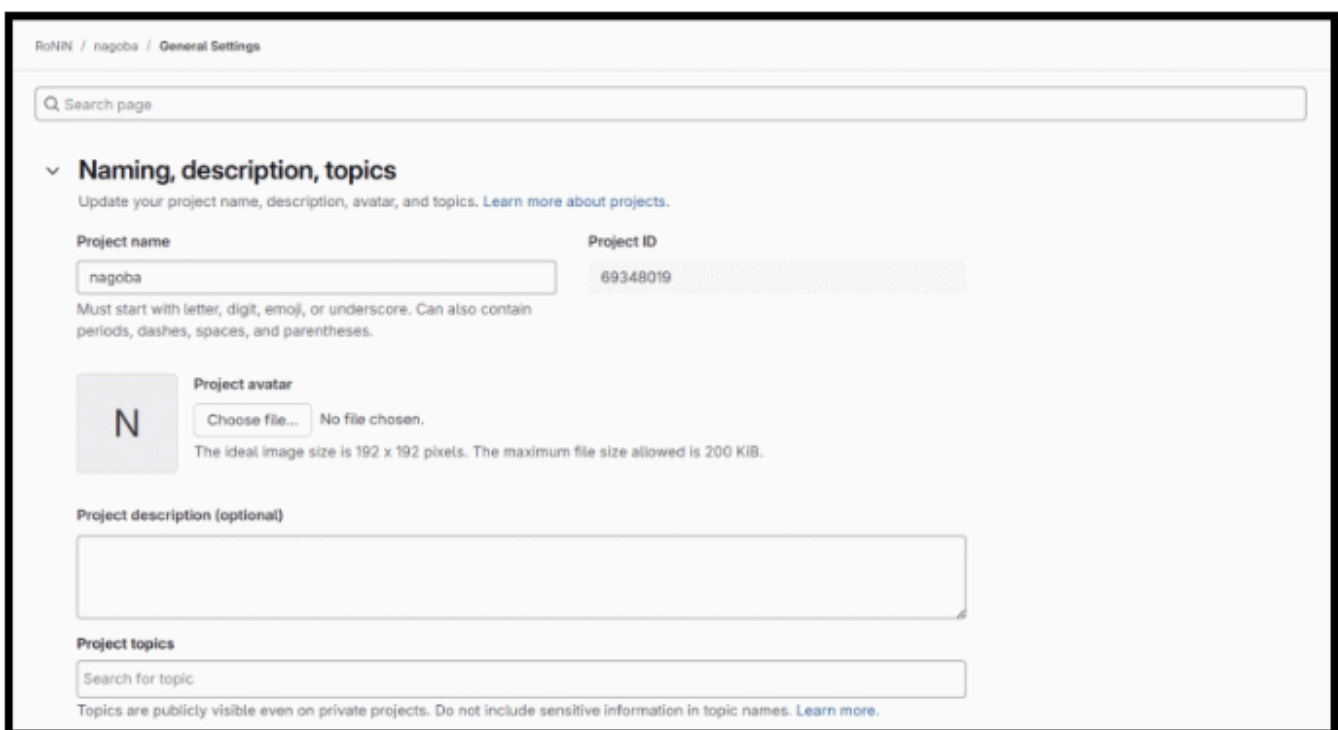 RoNiN / nagoba / General Settings
Search page
Naming, description, topics
Update your project name, description, avatar, and topics. Learn more about projects.
Project name
Project ID
nagoba
69348019
Must start with letter, digit, emoji, or underscore. Can also contain
periods, dashes, spaces, and parentheses.
N
Project avatar
Choose file...
No file chosen.
The ideal image size is 192 x 192 pixels. The maximum file size allowed is 200 KiB.
Project description (optional)
Project topics
Search for topic
Topics are publicly visible even on private projects. Do not include sensitive information in topic names. Learn more.